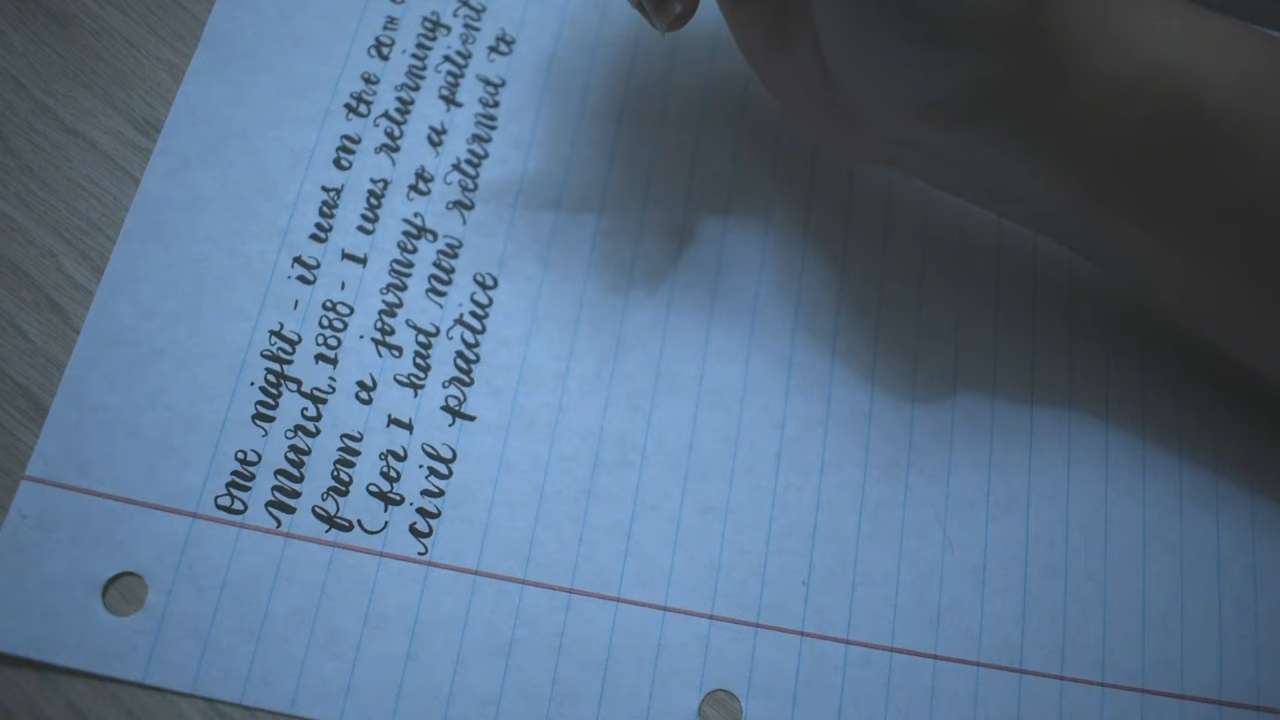 One night - it was on the 20TH
March, 1888 - I was returning
from a journey to a patient
(for I had now returned to
civil practice